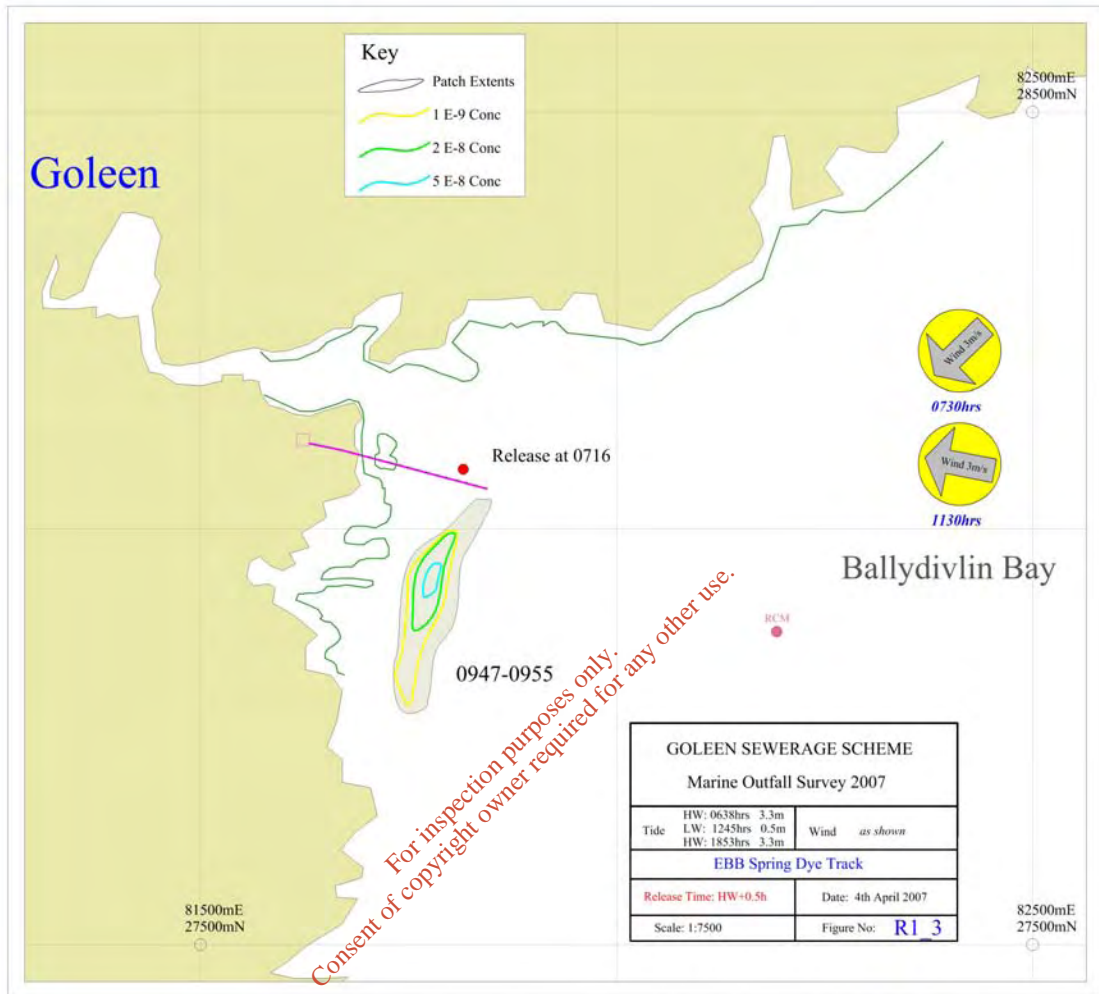 Key
Patch Extents
1 E-9 Conc
2 E-8 Conc
5 E-8 Conc
82500mE
28500mN
Goleen
Wind 3m/s
0730hrs
Wind 3m/s
1130hrs
Release at 0716
Ballydivlin Bay
RCM
0947-0955
For inspection purposes only.
Consent of copyright owner required for any other use.
GOLEEN SEWERAGE SCHEME
Marine Outfall Survey 2007
Tide
HW: 0638hrs 3.3m
LW: 1245hrs 0.5m
HW: 1853hrs 3.3m
Wind as shown
EBB Spring Dye Track
Release Time: HW+0.5h
Date: 4th April 2007
Scale: 1:7500
Figure No: R1_3
81500mE
27500mN
82500mE
27500mN